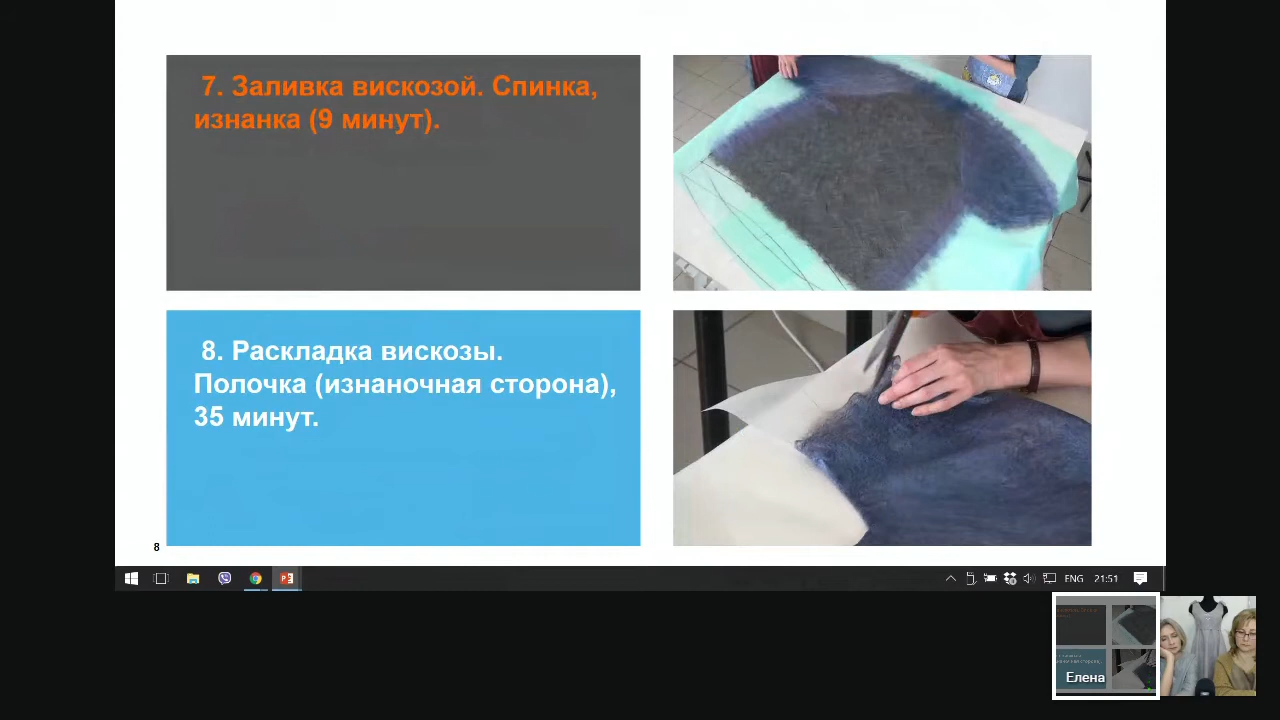 7. Заливка вискозой. Спинка,
изнанка (9 минут).
8. Раскладка вискозы.
Полочка (изнаночная сторона),
35 минут.
8
ENG 21:51
Елена